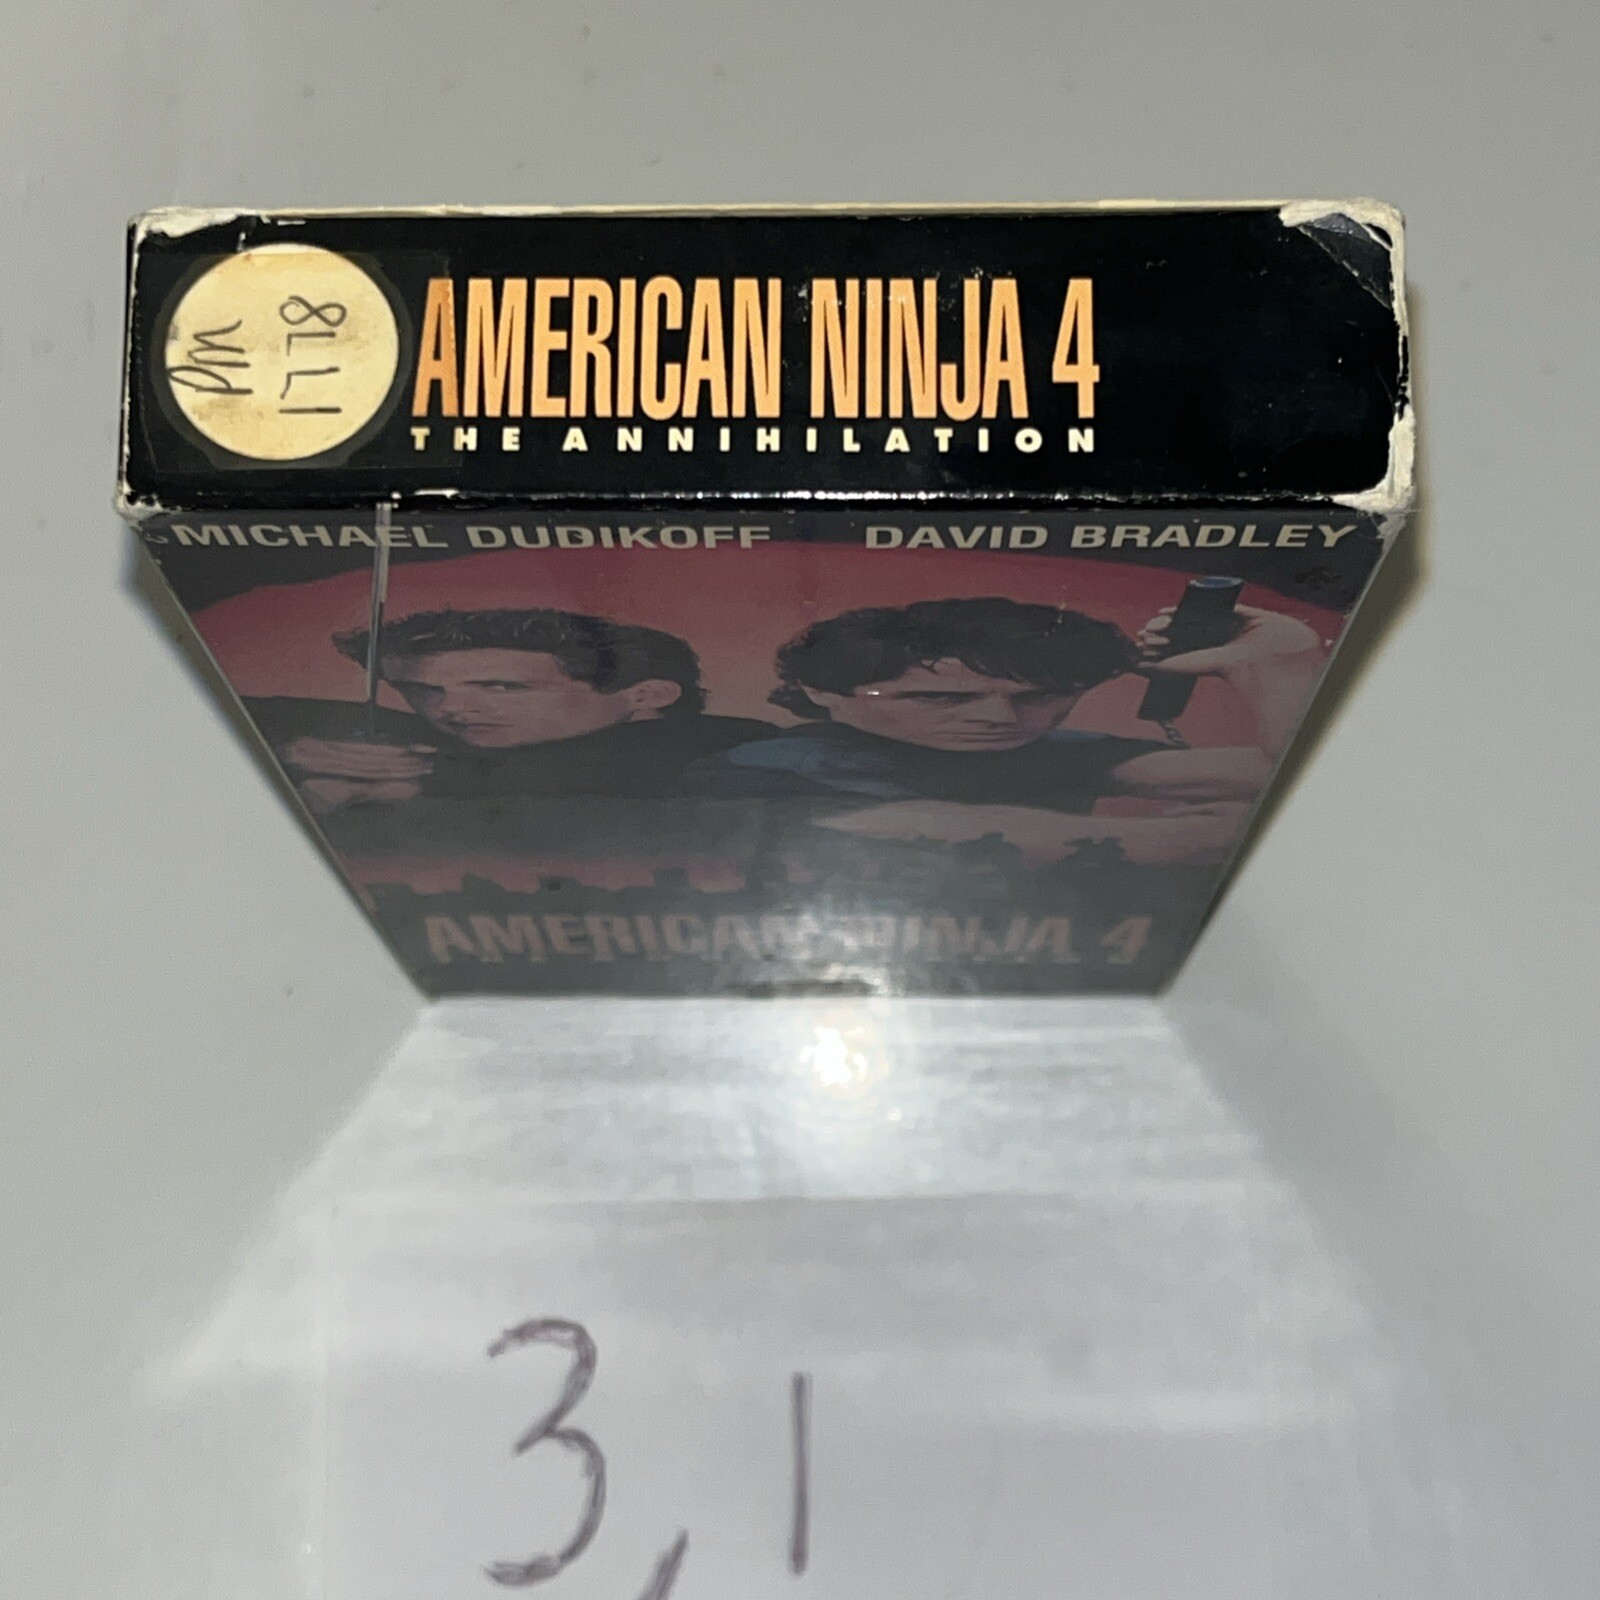 1778
PM
AMERICAN NINJA 4
THE ANNIHILATION
MICHAEL DUDIKOFF DAVID BRADLEY
AMERICAN NINJA 4
3,1